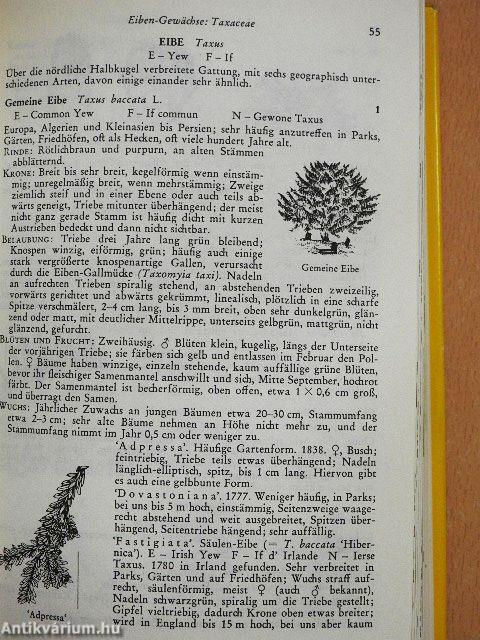 Eiben-Gewächse: Taxaceae
55
EIBE Taxus
E – Yew F – If
Über die nördliche Halbkugel verbreitete Gattung, mit sechs geographisch unter-
schiedenen Arten, davon einige einander sehr ähnlich.
Gemeine Eibe Taxus baccata L. 1
E – Common Yew F – If commun N – Gewone Taxus
Europa, Algerien und Kleinasien bis Persien; sehr häufig anzutreffen in Parks,
Gärten, Friedhöfen, oft als Hecken, oft viele hundert Jahre alt.
RINDE: Rötlichbraun und purpurn, an alten Stämmen
abblätternd.
KRONE: Breit bis sehr breit, kegelförmig wenn einstäm-
mig; unregelmäßig breit, wenn mehrstämmig; Zweige
ziemlich steif und in einer Ebene oder auch teils ab-
wärts geneigt, Triebe mitunter überhängend; der meist
nicht ganz gerade Stamm ist häufig dicht mit kurzen
Austrieben bedeckt und dann nicht sichtbar.
BELAUBUNG: Triebe drei Jahre lang grün bleibend;
Knospen winzig, eiförmig, grün; häufig auch einige
stark vergrößerte knospenartige Gallen, verursacht
durch die Eiben-Gallmücke (Taxomyia taxi). Nadeln
an aufrechten Trieben spiralig stehend, an abstehenden Trieben zweizeilig,
vorwärts gerichtet und abwärts gekrümmt, linealisch, plötzlich in eine scharfe
Spitze verschmälert, 2–4 cm lang, bis 3 mm breit, oben sehr dunkelgrün, glän-
zend oder matt, mit deutlicher Mittelrippe, unterseits gelbgrün, mattgrün, nicht
glänzend, gefurcht.
Gemeine Eibe
BLÜTEN UND FRUCHT: Zweihäusig. ♂ Blüten klein, kugelig, längs der Unterseite
der vorjährigen Triebe; sie färben sich gelb und entlassen im Februar den Pol-
len. ♀ Bäume haben winzige, einzeln stehende, kaum auffällige grüne Blüten,
bevor ihr fleischiger Samenmantel anschwillt und sich, Mitte September, hochrot
färbt. Der Samenmantel ist becherförmig, oben offen, etwa 1 × 0,6 cm groß,
und überragt den Samen.
WUCHS: Jährlicher Zuwachs an jungen Bäumen etwa 20–30 cm, Stammumfang
etwa 2–3 cm; sehr alte Bäume nehmen an Höhe nicht mehr zu, und der
Stammumfang nimmt im Jahr 0,5 cm oder weniger zu.
'Adpressa'. Häufige Gartenform. 1838. ♀, Busch;
feintriebig, Triebe teils etwas überhängend; Nadeln
länglich-elliptisch, spitz, bis 1 cm lang. Hiervon gibt
es auch eine gelbbunte Form.
'Dovastoniana'. 1777. Weniger häufig, in Parks;
bei uns bis 5 m hoch, einstämmig, Seitenzweige waage-
recht abstehend und weit ausgebreitet, Spitzen über-
hängend, Seitentriebe hängend; sehr auffällig.
'Fastigiata'. Säulen-Eibe (= T. baccata 'Hiber-
nica'). E – Irish Yew F – If d' Irlande N – Ierse
Taxus. 1780 in Irland gefunden. Sehr verbreitet in
Parks, Gärten und auf Friedhöfen; Wuchs straff auf-
recht, säulenförmig, meist ♀ (auch ♂ bekannt),
Nadeln schwarzgrün, spiralig um die Triebe gestellt;
Gipfel vieltriebig, dadurch Krone oben etwas breiter;
wird in England bis 15 m hoch, bei uns aber kaum
'Adpressa'
Antikvárium.hu